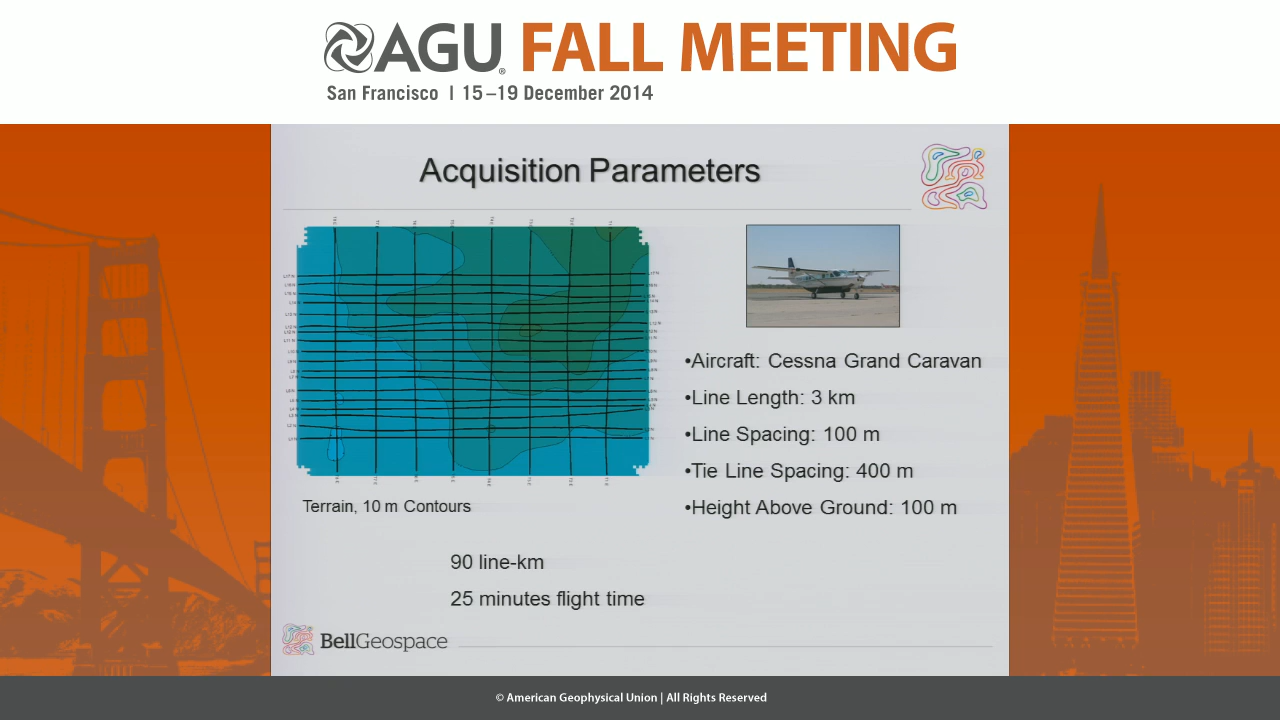 AGU FALL MEETING
San Francisco | 15–19 December 2014
Acquisition Parameters
•Aircraft: Cessna Grand Caravan
•Line Length: 3 km
•Line Spacing: 100 m
•Tie Line Spacing: 400 m
•Height Above Ground: 100 m
Terrain, 10 m Contours
90 line-km
25 minutes flight time
BellGeospace
© American Geophysical Union | All Rights Reserved